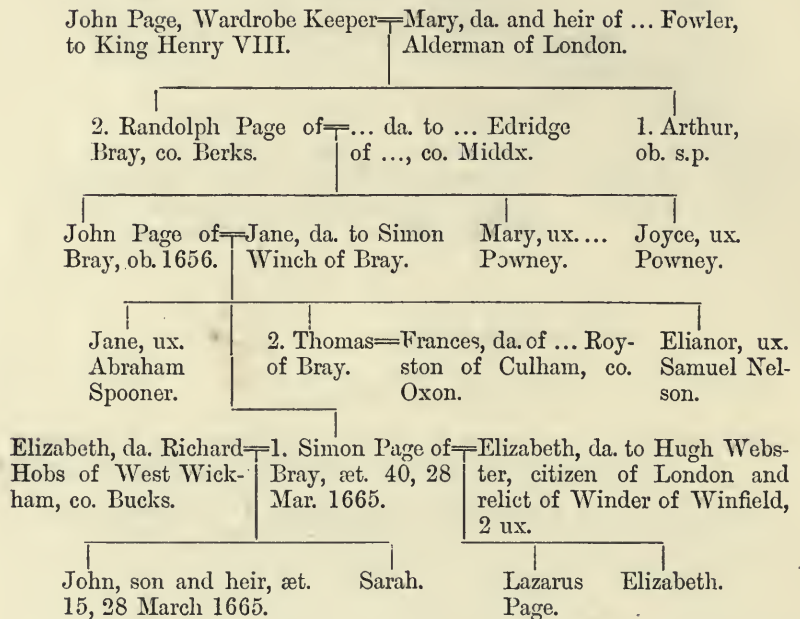 John Page, Wardrobe Keeper
to King Henry VIII.
Mary, da. and heir of ... Fowler,
Alderman of London.
2. Randolph Page of
Bray, co. Berks.
... da. to ... Edridge
of ..., co. Middx.
1. Arthur,
ob. s.p.
John Page of
Bray, ob. 1656.
Jane, da. to Simon
Winch of Bray.
Mary, ux. ...
Powney.
Joyce, ux.
Powney.
Jane, ux.
Abraham
Spooner.
2. Thomas
of Bray.
Frances, da. of ... Roy-
ston of Culham, co.
Oxon.
Elianor, ux.
Samuel Nel-
son.
Elizabeth, da. Richard
Hobs of West Wick-
ham, co. Bucks.
1. Simon Page of
Bray, æt. 40, 28
Mar. 1665.
Elizabeth, da. to Hugh Webs-
ter, citizen of London and
relict of Winder of Winfield,
2 ux.
John, son and heir, æt.
15, 28 March 1665.
Sarah.
Lazarus
Page.
Elizabeth.